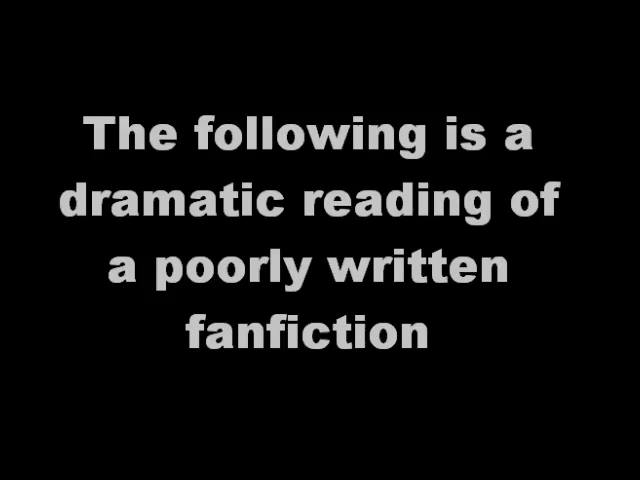 The following is a
dramatic reading of
a poorly written
fanfiction